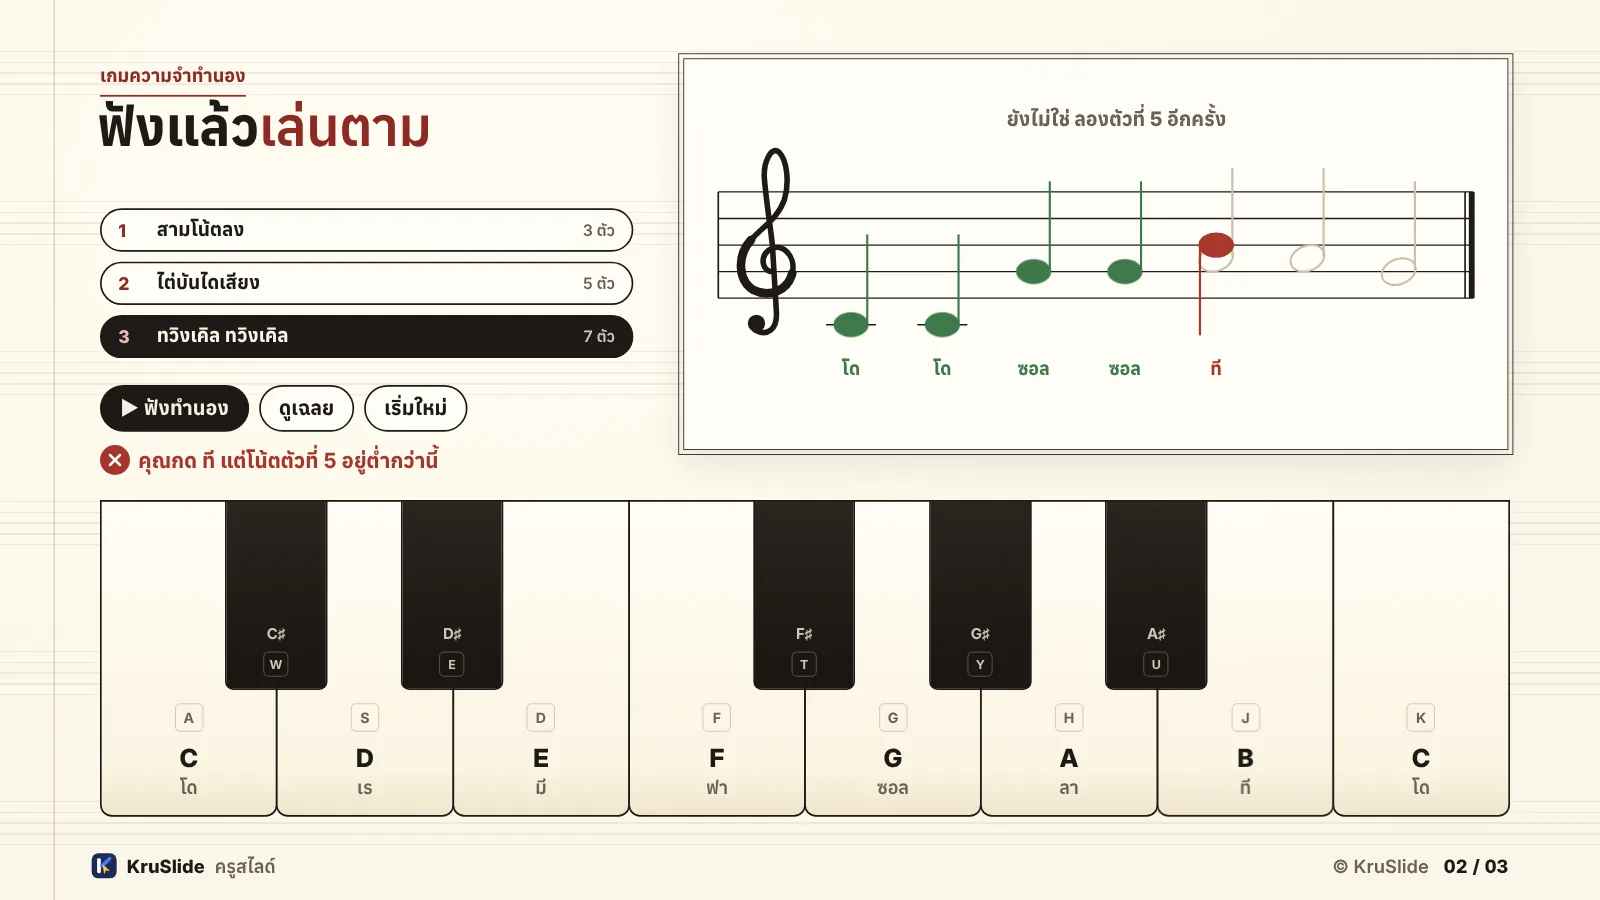 เกมความจำทำนอง
ฟังแล้วเล่นตาม
1 สามโน้ตลง 3 ตัว
2 ไต่บันไดเสียง 5 ตัว
3 ทวิงเคิล ทวิงเคิล 7 ตัว
▶ ฟังทำนอง ดูเฉลย เริ่มใหม่
คุณกด ที แต่โน้ตตัวที่ 5 อยู่ต่ำกว่านี้
ยังไม่ใช่ ลองตัวที่ 5 อีกครั้ง
โด โด ซอล ซอล ที
C♯ D♯ F♯ G♯ A♯
W E T Y U
A S D F G H J K
C D E F G A B C
โด เร มี ฟา ซอล ลา ที โด
KruSlide ครูสไลด์
© KruSlide 02 / 03